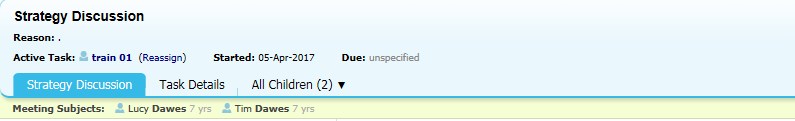 Strategy Discussion
Reason: .
Active Task: train 01 (Reassign) Started: 05-Apr-2017 Due: unspecified
Strategy Discussion Task Details All Children (2) ▼
Meeting Subjects: Lucy Dawes 7 yrs Tim Dawes 7 yrs